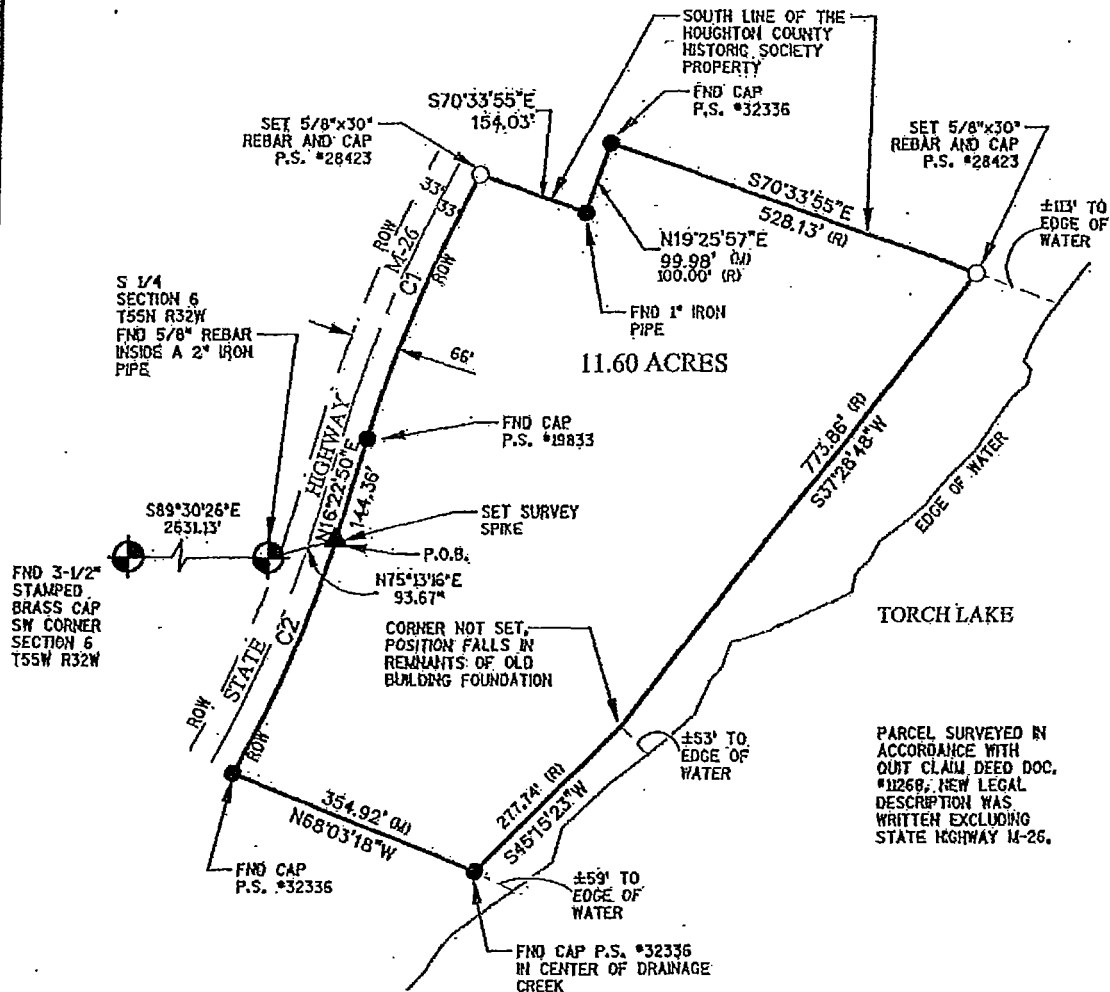 SOUTH LINE OF THE
HOUGHTON COUNTY
HISTORIC SOCIETY
PROPERTY
S70°33'55"E
154.03'
FND CAP
P.S. #32336
SET 5/8"x30"
REBAR AND CAP
P.S. #28423
SET 5/8"x30"
REBAR AND CAP
P.S. #28423
S70°33'55"E
528.13' (R)
±113' TO
EDGE OF
WATER
33'
33'
ROW
M-26
C1
ROW
N19°25'57"E
99.98' (M)
100.00' (R)
S 1/4
SECTION 6
T55N R32W
FND 5/8" REBAR
INSIDE A 2" IRON
PIPE
FND 1" IRON
PIPE
66'
11.60 ACRES
FND CAP
P.S. #19833
HIGHWAY
N16°22'50"E
144.36'
773.86' (R)
S37°28'48"W
EDGE OF WATER
S89°30'26"E
2631.13'
SET SURVEY
SPIKE
P.O.B.
N75°13'16"E
93.67"
FND 3-1/2"
STAMPED
BRASS CAP
SW CORNER
SECTION 6
T55W R32W
TORCH LAKE
CORNER NOT SET,
POSITION FALLS IN
REMNANTS OF OLD
BUILDING FOUNDATION
C2
STATE
ROW
ROW
±53' TO
EDGE OF
WATER
PARCEL SURVEYED IN
ACCORDANCE WITH
QUIT CLAIM DEED DOC.
#11268, NEW LEGAL
DESCRIPTION WAS
WRITTEN EXCLUDING
STATE HIGHWAY M-26.
277.74' (R)
S45°15'23"W
354.92' (M)
N68°03'18"W
FND CAP
P.S. #32336
±59' TO
EDGE OF
WATER
FND CAP P.S. #32336
IN CENTER OF DRAINAGE
CREEK